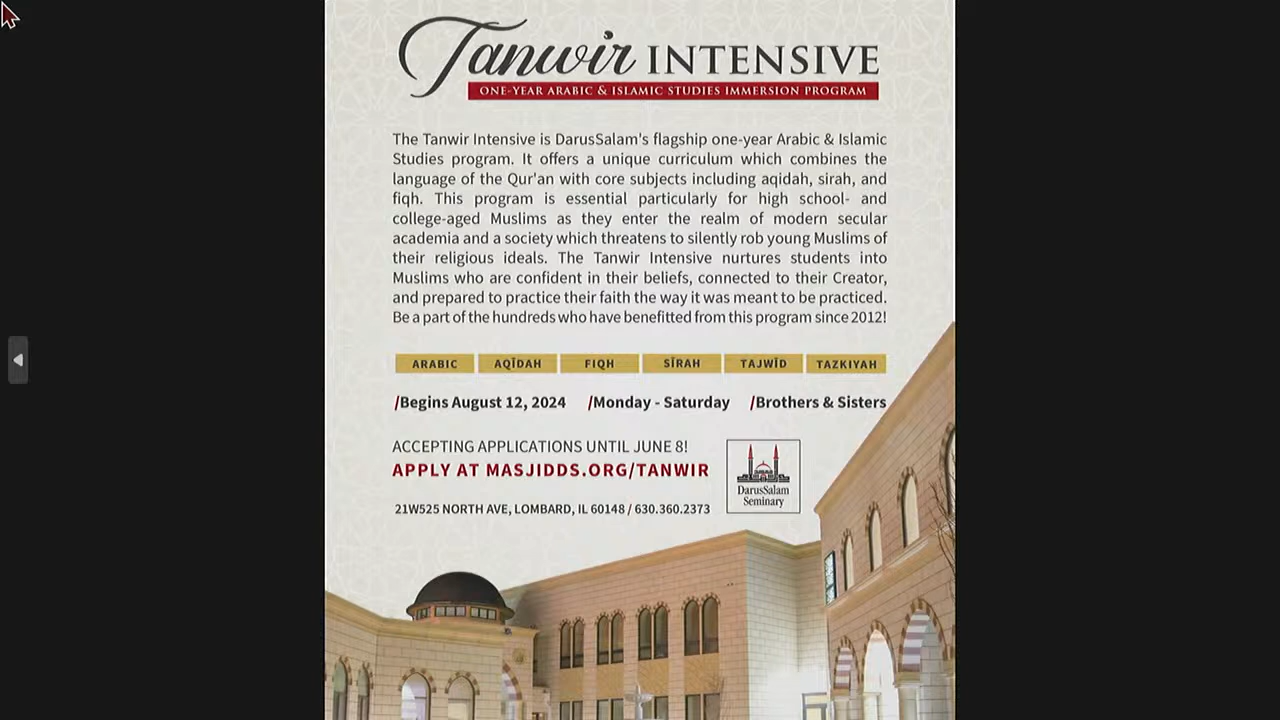 Tanwir INTENSIVE
ONE-YEAR ARABIC & ISLAMIC STUDIES IMMERSION PROGRAM
The Tanwir Intensive is DarusSalam's flagship one-year Arabic & Islamic
Studies program. It offers a unique curriculum which combines the
language of the Qur'an with core subjects including aqidah, sirah, and
fiqh. This program is essential particularly for high school- and
college-aged Muslims as they enter the realm of modern secular
academia and a society which threatens to silently rob young Muslims of
their religious ideals. The Tanwir Intensive nurtures students into
Muslims who are confident in their beliefs, connected to their Creator,
and prepared to practice their faith the way it was meant to be practiced.
Be a part of the hundreds who have benefitted from this program since 2012!
ARABIC AQĪDAH FIQH SĪRAH TAJWĪD TAZKIYAH
/Begins August 12, 2024 /Monday - Saturday /Brothers & Sisters
ACCEPTING APPLICATIONS UNTIL JUNE 8!
APPLY AT MASJIDDS.ORG/TANWIR
DarusSalam
Seminary
21W525 NORTH AVE, LOMBARD, IL 60148 / 630.360.2373